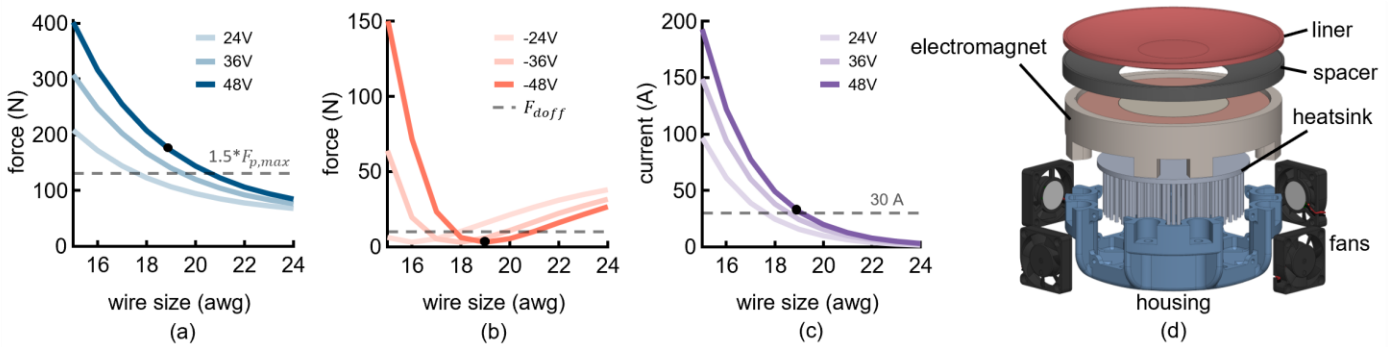 400
300
200
100
0
force (N)
24V
36V
48V
1.5*F_{p,max}
16 18 20 22 24
wire size (awg)
(a)
150
100
50
0
force (N)
-24V
-36V
-48V
F_{doff}
16 18 20 22 24
wire size (awg)
(b)
200
150
100
50
0
current (A)
24V
36V
48V
30 A
16 18 20 22 24
wire size (awg)
(c)
liner
electromagnet
spacer
heatsink
fans
housing
(d)